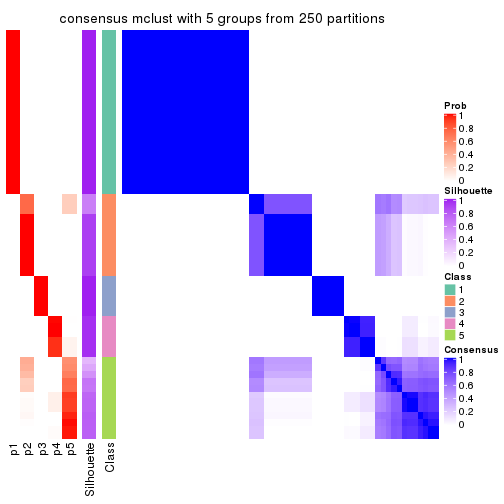 consensus mclust with 5 groups from 250 partitions
Prob
1
0.8
0.6
0.4
0.2
0
Silhouette
1
0.8
0.6
0.4
0.2
0
Class
1
2
3
4
5
Consensus
1
0.8
0.6
0.4
0.2
0
p1
p2
p3
p4
p5
Silhouette
Class